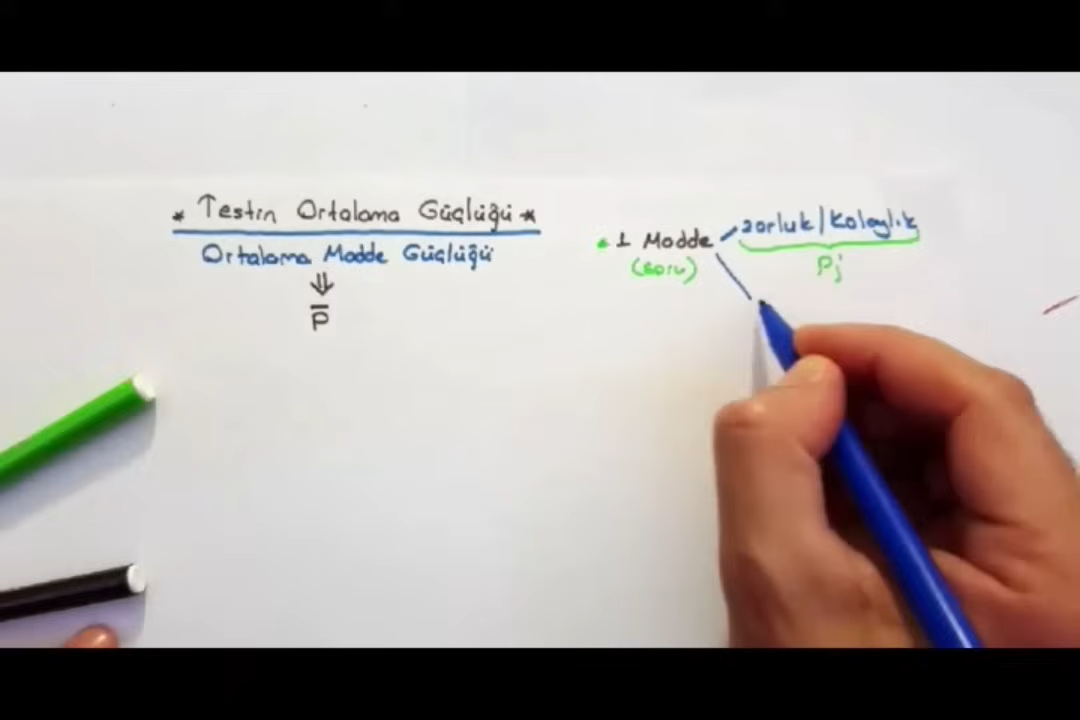 * Testin Ortalama Güçlüğü *
Ortalama Madde Güçlüğü
⇓
p̅
• 1 Madde
(soru)
zorluk/kolaylık
Pj